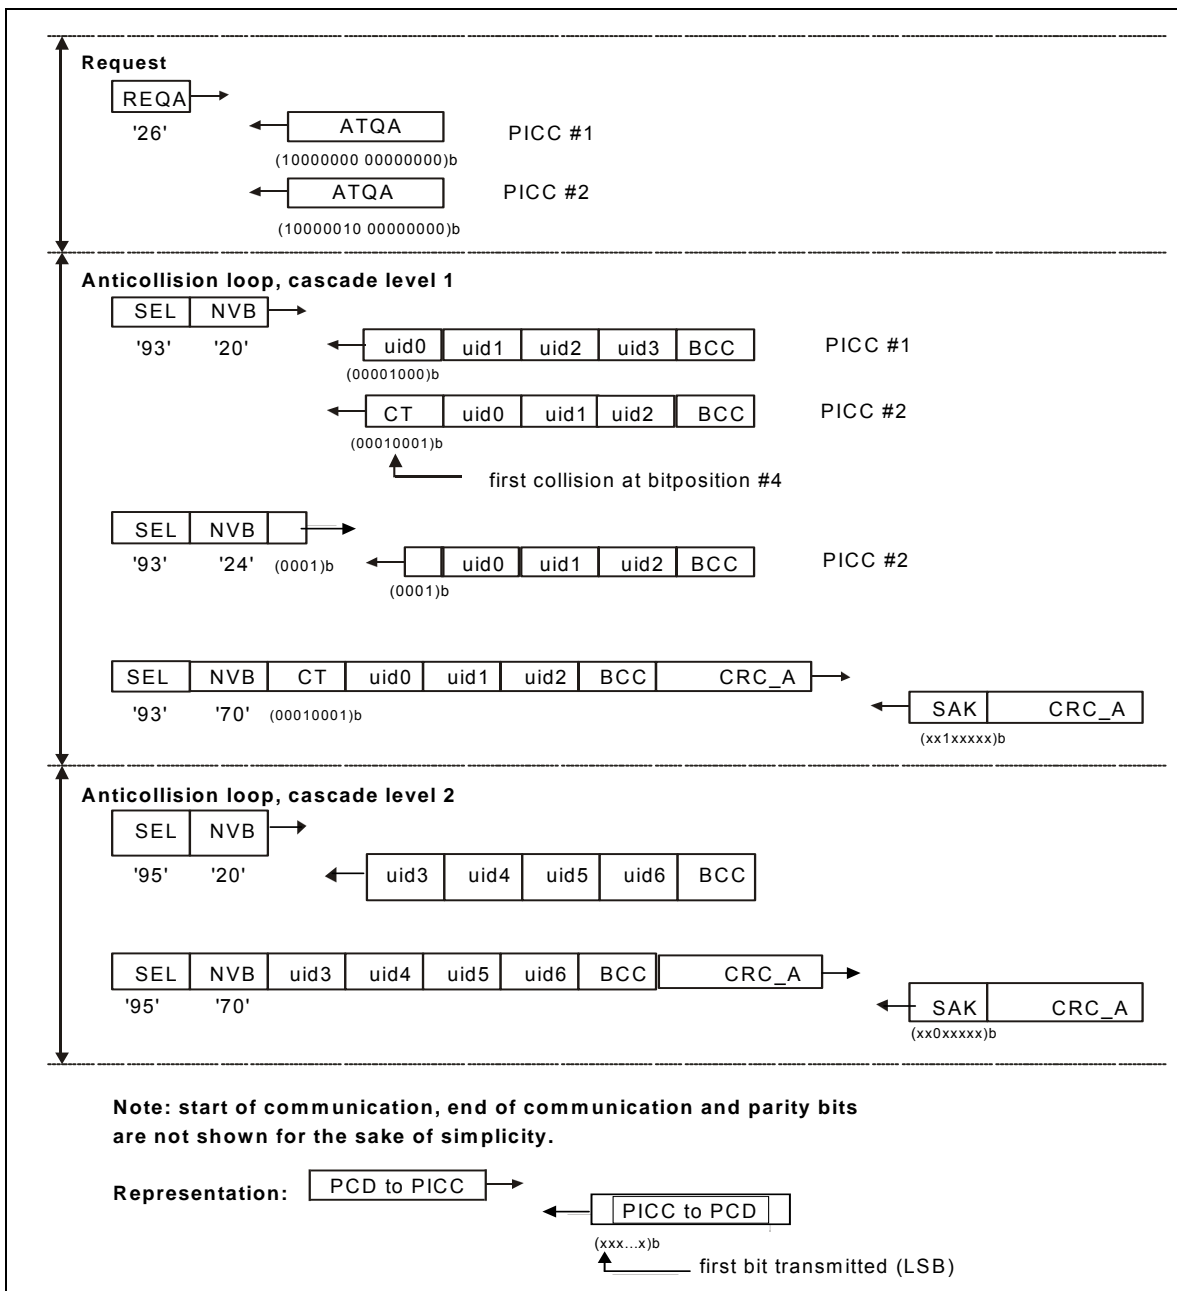 Request
REQA
'26'
ATQA PICC #1
(10000000 00000000)b
ATQA PICC #2
(10000010 00000000)b
Anticollision loop, cascade level 1
SEL NVB
'93' '20'
uid0 uid1 uid2 uid3 BCC PICC #1
(00001000)b
CT uid0 uid1 uid2 BCC PICC #2
(00010001)b
first collision at bitposition #4
SEL NVB
'93' '24' (0001)b
uid0 uid1 uid2 BCC PICC #2
(0001)b
SEL NVB CT uid0 uid1 uid2 BCC CRC_A
'93' '70' (00010001)b
SAK CRC_A
(xx1xxxxx)b
Anticollision loop, cascade level 2
SEL NVB
'95' '20'
uid3 uid4 uid5 uid6 BCC
SEL NVB uid3 uid4 uid5 uid6 BCC CRC_A
'95' '70'
SAK CRC_A
(xx0xxxxx)b
Note: start of communication, end of communication and parity bits
are not shown for the sake of simplicity.
Representation: PCD to PICC
PICC to PCD
(xxx...x)b
first bit transmitted (LSB)